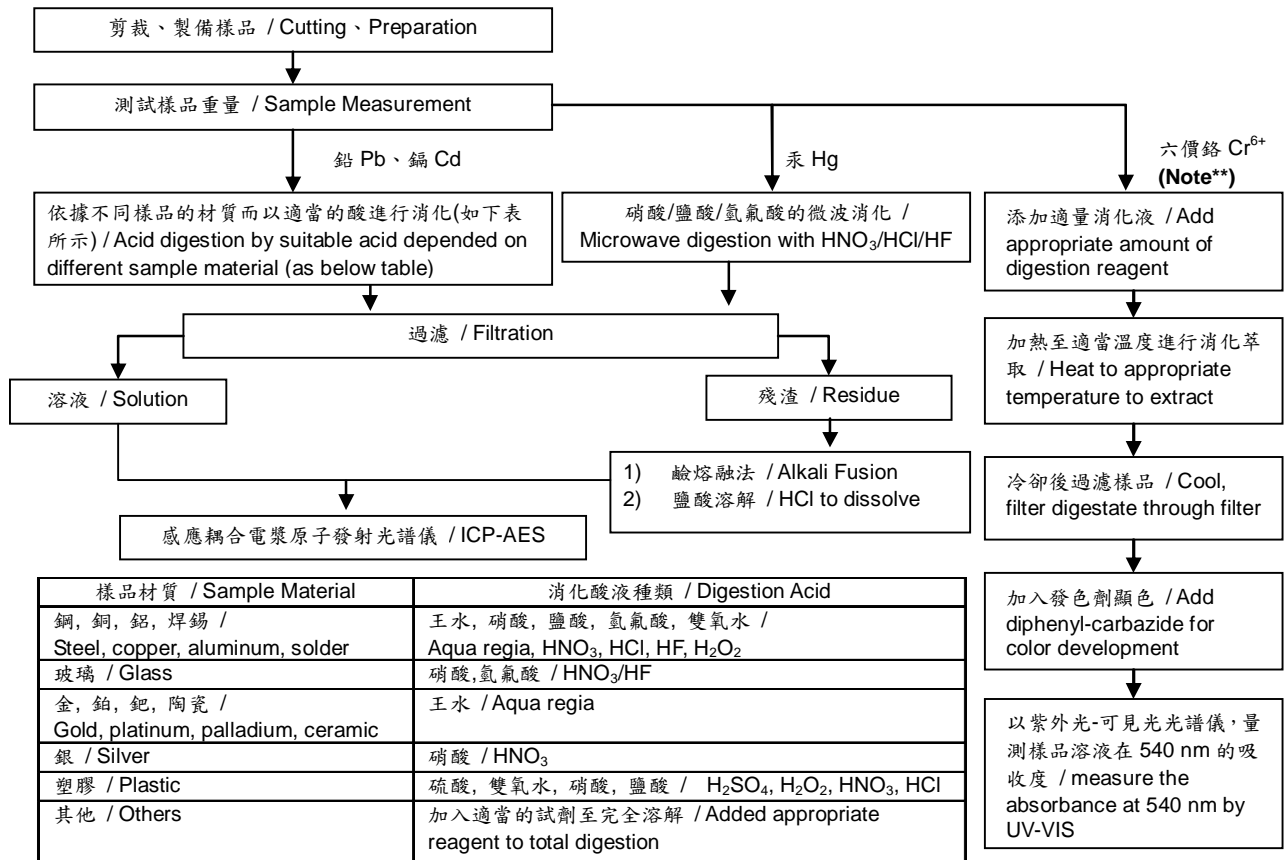 剪裁、製備樣品 / Cutting、Preparation
測試樣品重量 / Sample Measurement
鉛 Pb、鎘 Cd
汞 Hg
六價鉻 Cr⁶⁺
(Note**)
依據不同樣品的材質而以適當的酸進行消化(如下表
所示) / Acid digestion by suitable acid depended on
different sample material (as below table)
硝酸/鹽酸/氫氟酸的微波消化 /
Microwave digestion with HNO₃/HCl/HF
添加適量消化液 / Add
appropriate amount of
digestion reagent
過濾 / Filtration
加熱至適當溫度進行消化萃
取 / Heat to appropriate
temperature to extract
溶液 / Solution
殘渣 / Residue
1) 鹼熔融法 / Alkali Fusion
2) 鹽酸溶解 / HCl to dissolve
冷卻後過濾樣品 / Cool,
filter digestate through filter
感應耦合電漿原子發射光譜儀 / ICP-AES
加入發色劑顯色 / Add
diphenyl-carbazide for
color development
以紫外光-可見光光譜儀，量
測樣品溶液在 540 nm 的吸
收度 / measure the
absorbance at 540 nm by
UV-VIS
樣品材質 / Sample Material
消化酸液種類 / Digestion Acid
鋼, 銅, 鋁, 焊錫 /
Steel, copper, aluminum, solder
王水, 硝酸, 鹽酸, 氫氟酸, 雙氧水 /
Aqua regia, HNO₃, HCl, HF, H₂O₂
玻璃 / Glass
硝酸,氫氟酸 / HNO₃/HF
金, 鉑, 鈀, 陶瓷 /
Gold, platinum, palladium, ceramic
王水 / Aqua regia
銀 / Silver
硝酸 / HNO₃
塑膠 / Plastic
硫酸, 雙氧水, 硝酸, 鹽酸 / H₂SO₄, H₂O₂, HNO₃, HCl
其他 / Others
加入適當的試劑至完全溶解 / Added appropriate
reagent to total digestion